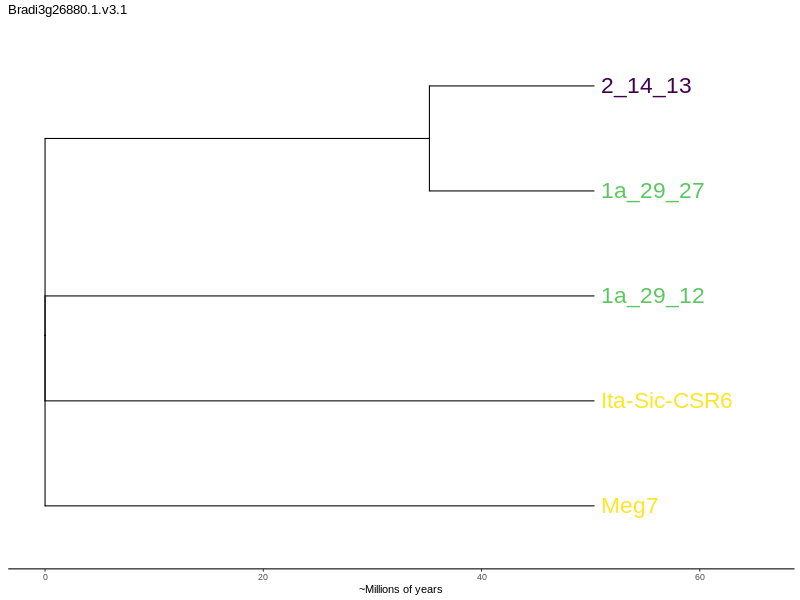 Bradi3g26880.1.v3.1
2_14_13
1a_29_27
1a_29_12
Ita-Sic-CSR6
Meg7
0 20 40 60
~Millions of years